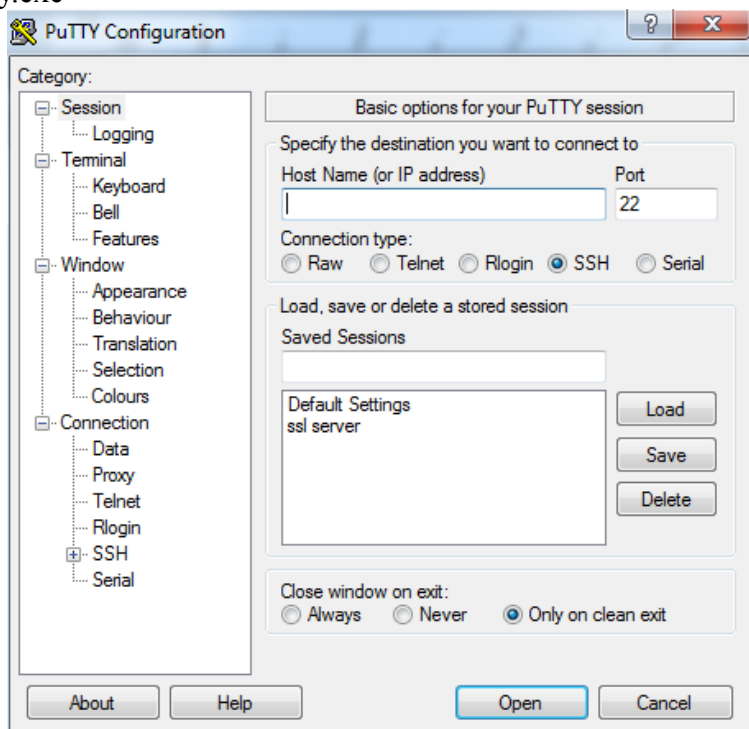 y.exe
PuTTY Configuration
Category:
Session
Logging
Terminal
Keyboard
Bell
Features
Window
Appearance
Behaviour
Translation
Selection
Colours
Connection
Data
Proxy
Telnet
Rlogin
SSH
Serial
Basic options for your PuTTY session
Specify the destination you want to connect to
Host Name (or IP address) Port
22
Connection type:
Raw Telnet Rlogin SSH Serial
Load, save or delete a stored session
Saved Sessions
Default Settings
ssl server
Load
Save
Delete
Close window on exit:
Always Never Only on clean exit
About Help Open Cancel